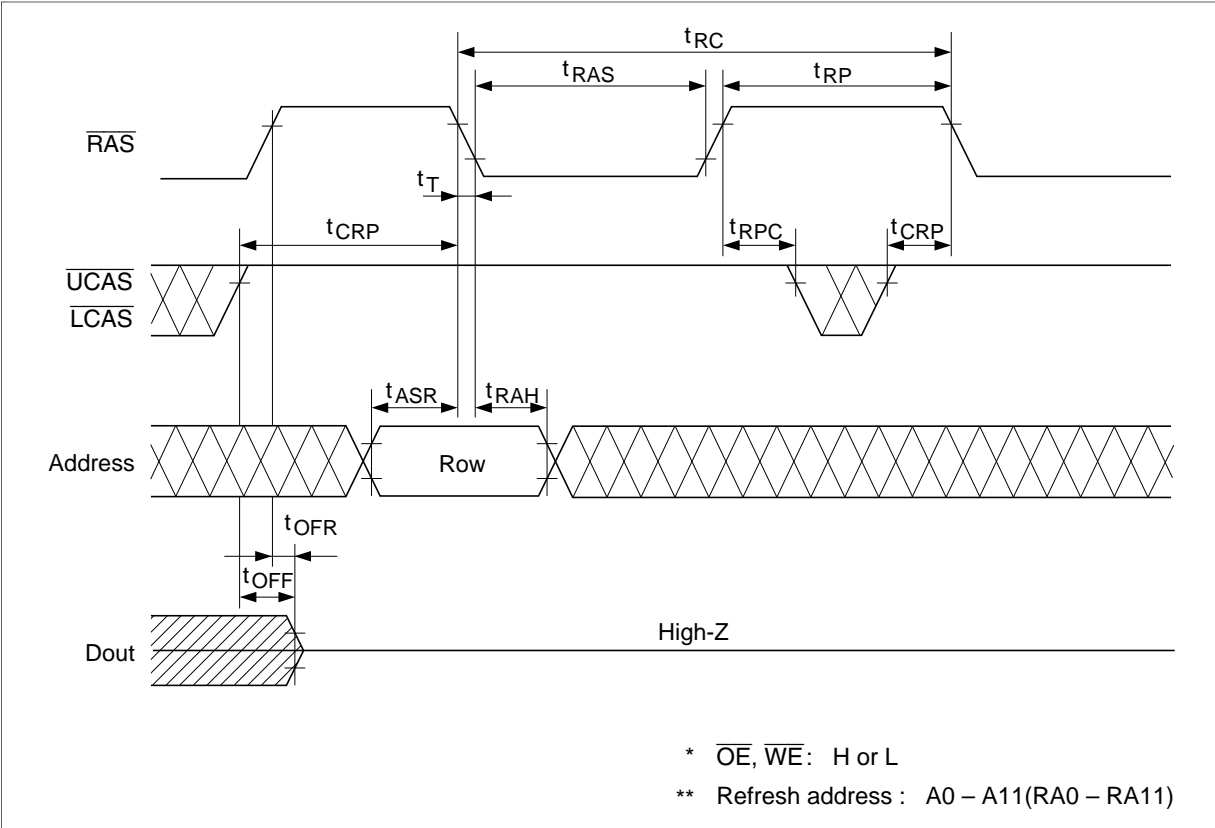 tRC
tRAS
tRP
RAS
tT
tCRP
tRPC
tCRP
UCAS
LCAS
tASR
tRAH
Address
Row
tOFR
tOFF
High-Z
Dout
* OE, WE: H or L
** Refresh address : A0 – A11(RA0 – RA11)